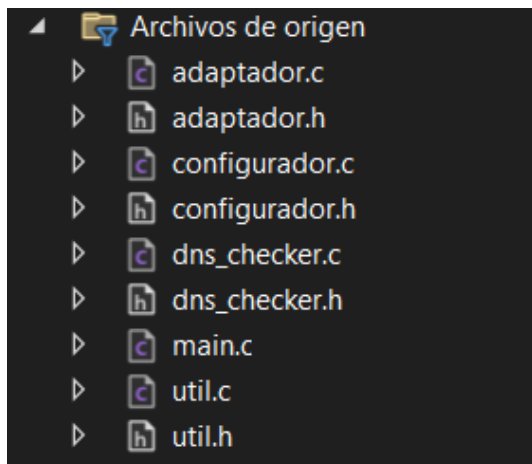 Archivos de origen
adaptador.c
adaptador.h
configurador.c
configurador.h
dns_checker.c
dns_checker.h
main.c
util.c
util.h